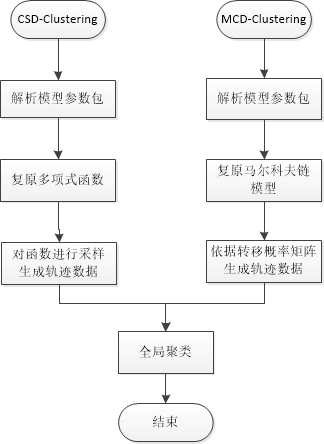 CSD-Clustering
MCD-Clustering
解析模型参数包
解析模型参数包
复原多项式函数
复原马尔科夫链
模型
对函数进行采样
生成轨迹数据
依据转移概率矩阵
生成轨迹数据
全局聚类
结束